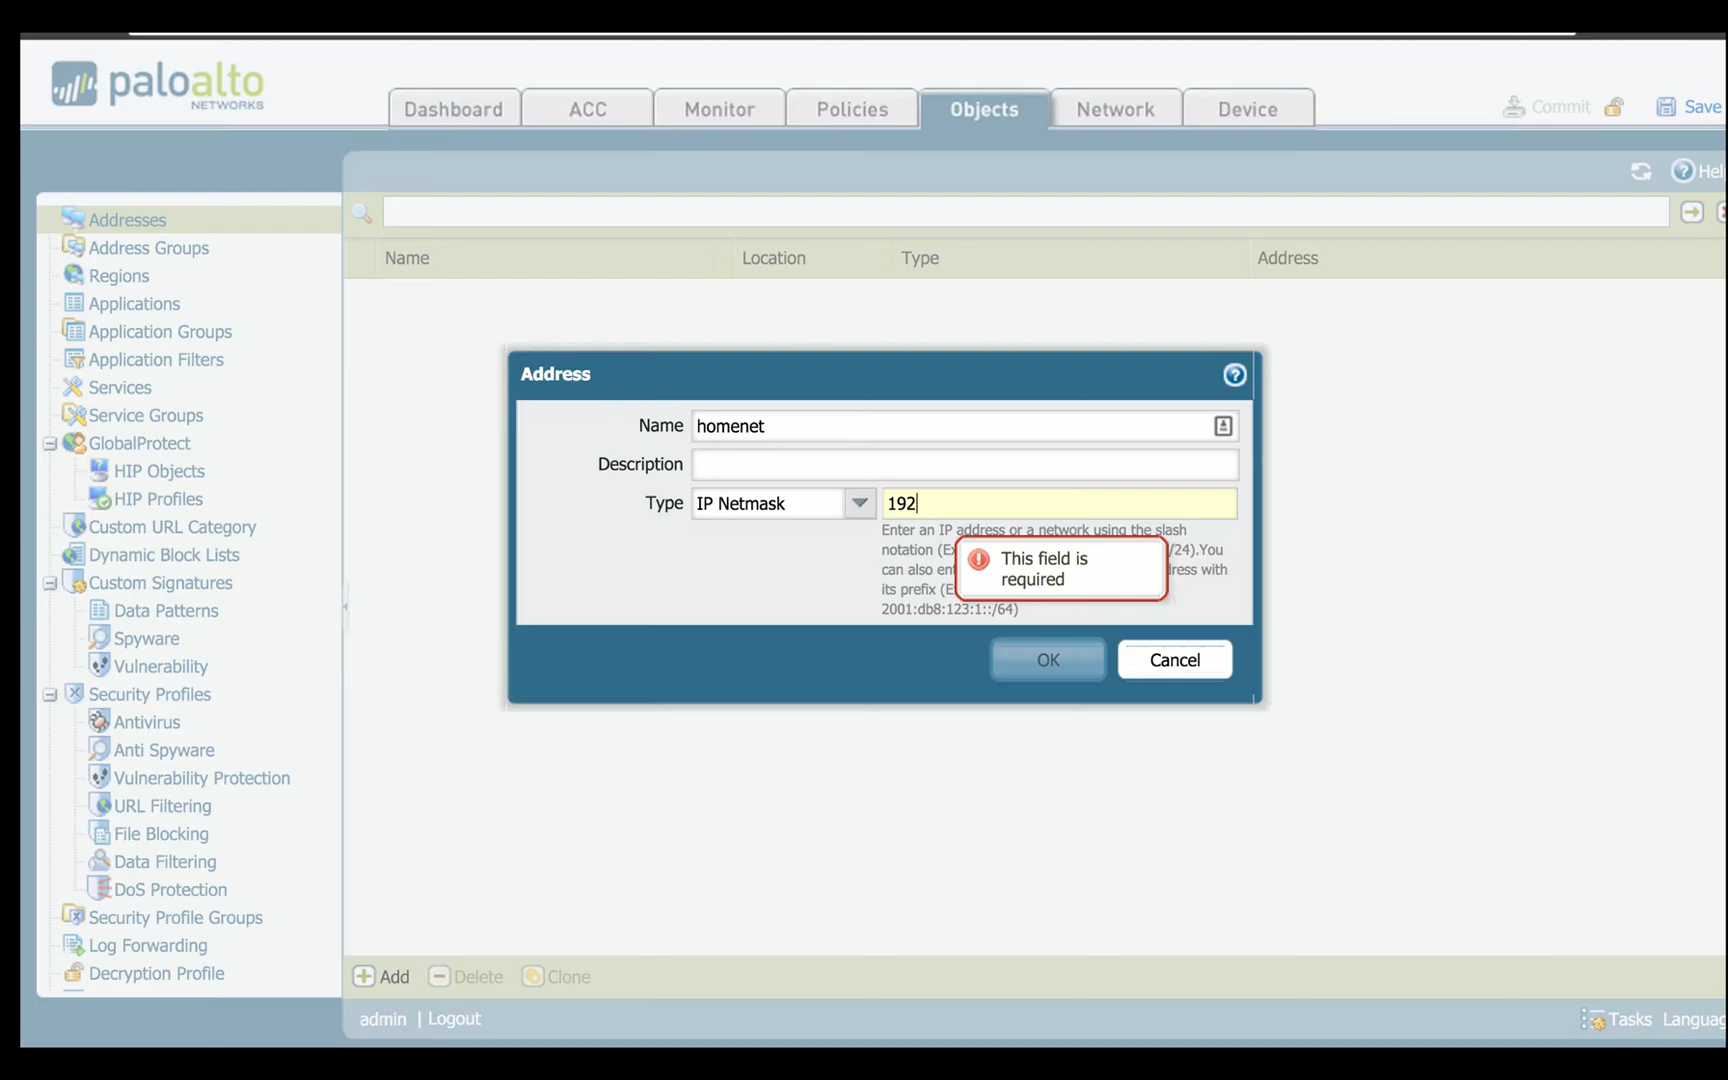 paloalto
NETWORKS
Dashboard
ACC
Monitor
Policies
Objects
Network
Device
Commit
Save
Hel
Name
Location
Type
Address
Addresses
Address Groups
Regions
Applications
Application Groups
Application Filters
Services
Service Groups
GlobalProtect
HIP Objects
HIP Profiles
Custom URL Category
Dynamic Block Lists
Custom Signatures
Data Patterns
Spyware
Vulnerability
Security Profiles
Antivirus
Anti Spyware
Vulnerability Protection
URL Filtering
File Blocking
Data Filtering
DoS Protection
Security Profile Groups
Log Forwarding
Decryption Profile
Address
Name homenet
Description
Type IP Netmask 192
Enter an IP address or a network using the slash
notation (Ex /24).You
can also ent dress with
its prefix (E
2001:db8:123:1::/64)
This field is
required
OK
Cancel
Add
Delete
Clone
admin | Logout
Tasks
Languag